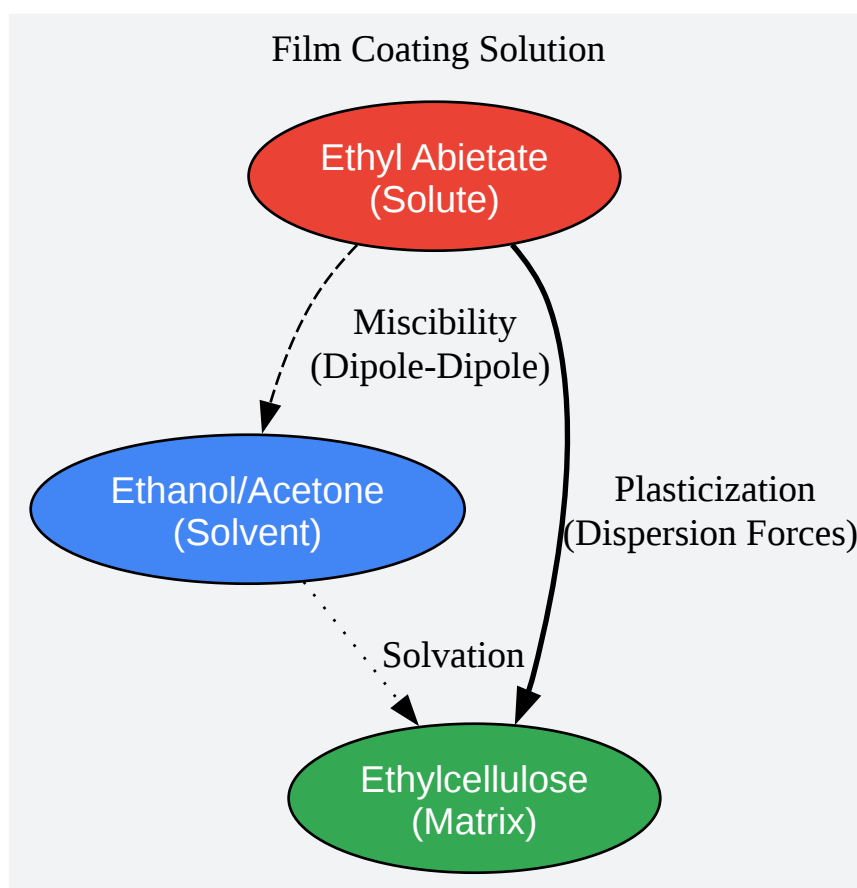 Film Coating Solution
Ethyl Abietate
(Solute)
Miscibility
(Dipole-Dipole)
Ethanol/Acetone
(Solvent)
Plasticization
(Dispersion Forces)
Solvation
Ethylcellulose
(Matrix)